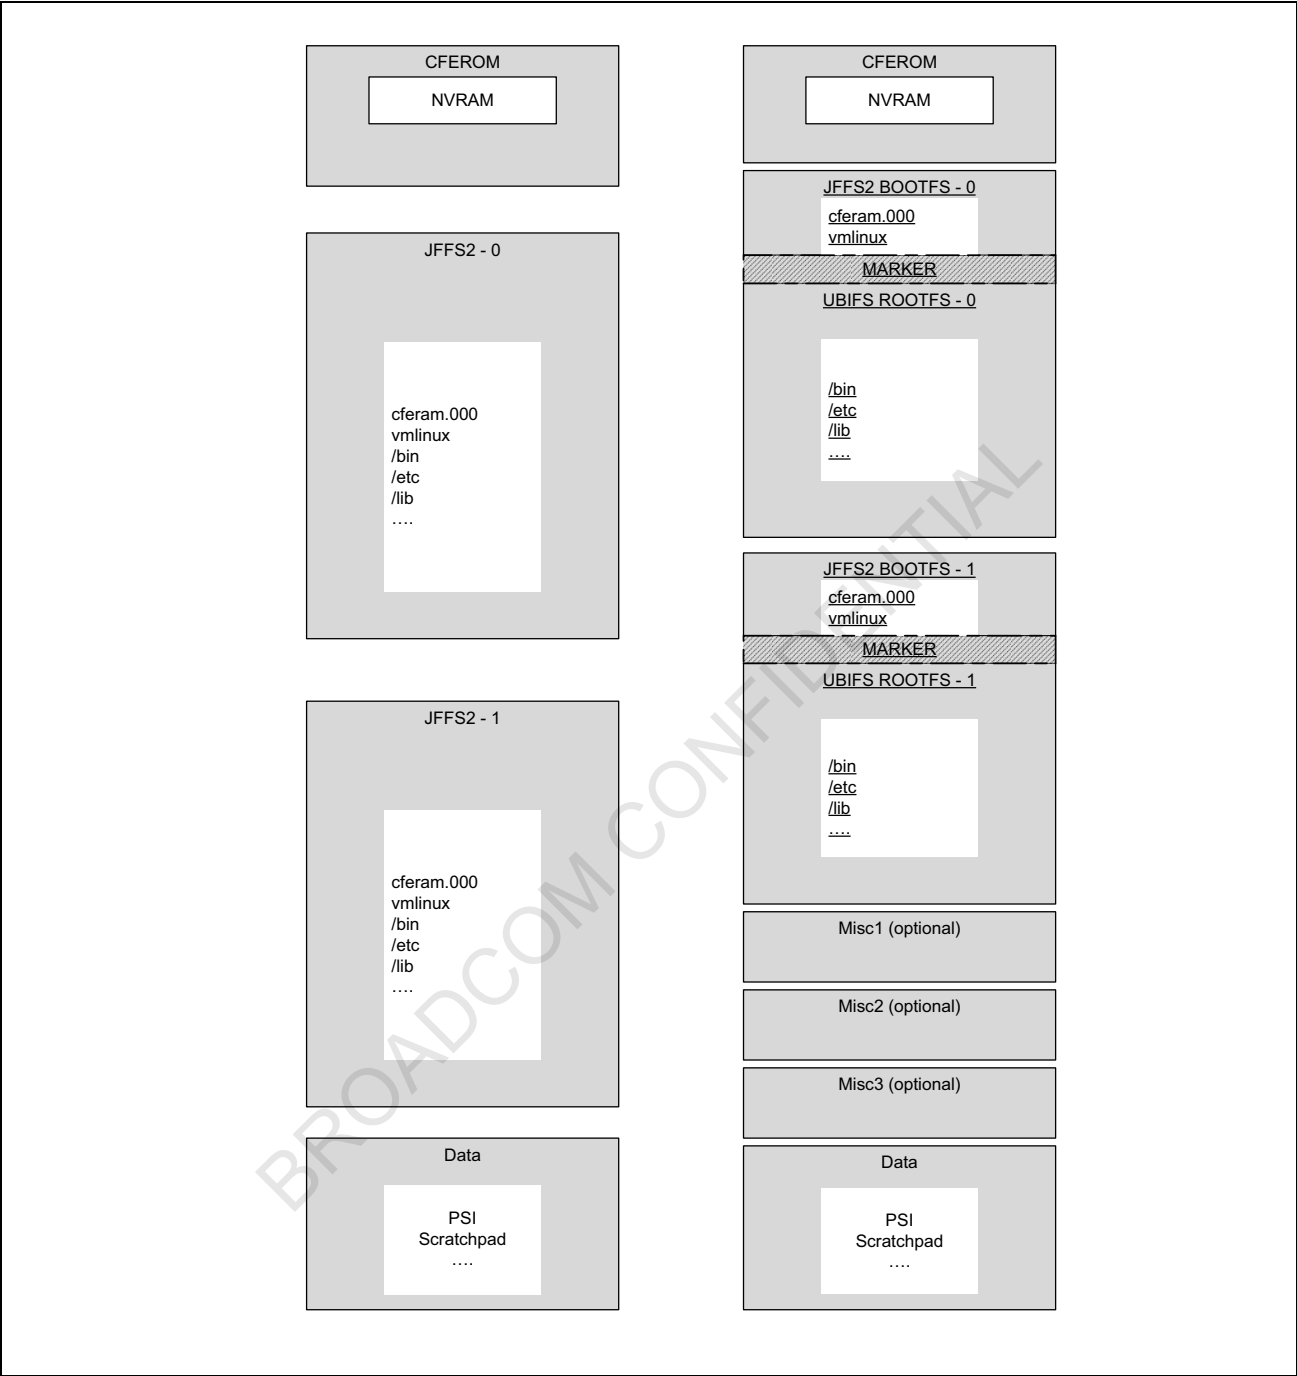 CFEROM
NVRAM
JFFS2 - 0
cferam.000
vmlinux
/bin
/etc
/lib
....
JFFS2 - 1
cferam.000
vmlinux
/bin
/etc
/lib
....
Data
PSI
Scratchpad
....
CFEROM
NVRAM
JFFS2 BOOTFS - 0
cferam.000
vmlinux
MARKER
UBIFS ROOTFS - 0
/bin
/etc
/lib
....
JFFS2 BOOTFS - 1
cferam.000
vmlinux
MARKER
UBIFS ROOTFS - 1
/bin
/etc
/lib
....
Misc1 (optional)
Misc2 (optional)
Misc3 (optional)
Data
PSI
Scratchpad
....
BROADCOM CONFIDENTIAL